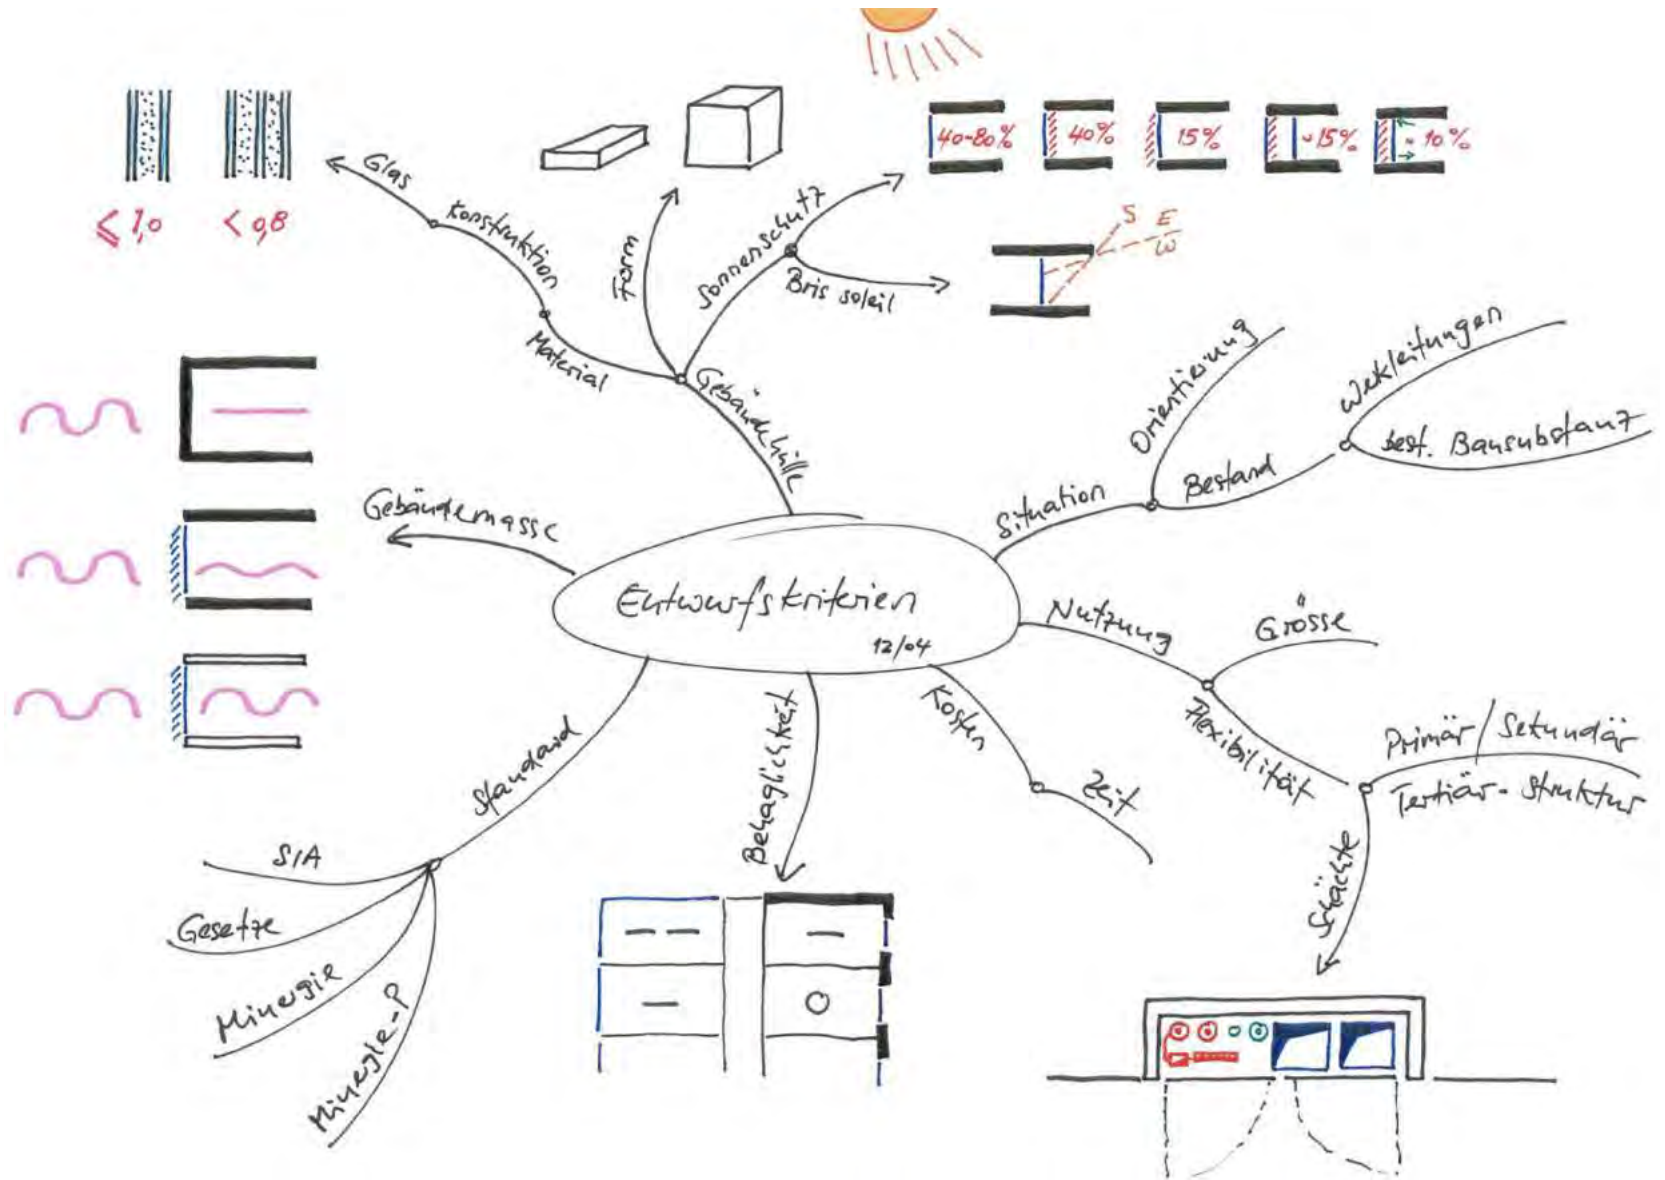 ≤ 1,0
< 0,8
Glas
Konstruktion
Material
Form
Sonnenschutz
Bris soleil
40-80%
40%
15%
~15%
≈ 10%
S E
W
Gebäudehülle
Gebäudemasse
Orientierung
Situation
Bestand
Werkleitungen
best. Bausubstanz
Entwurfskriterien
12/04
Nutzung
Grösse
Flexibilität
Primär / Sekundär
Tertiär-Struktur
Schächte
Kosten
Zeit
Behaglichkeit
Standard
SIA
Gesetze
Minergie
Minergie-P